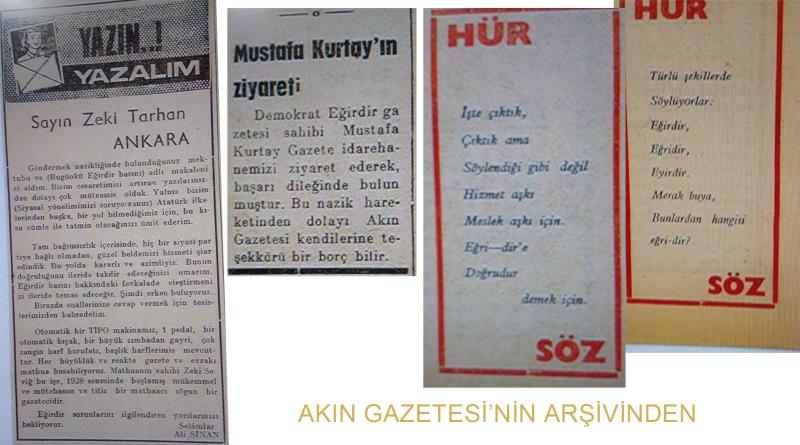 YAZIN..!
YAZALIM
Sayın Zeki Tarhan
ANKARA
Göndermek nazikliğinde bulunduğunuz mek-
tubu ve (Bugünkü Eğirdir basını) adlı makaleni
zi aldım. Bizim cesaretimizi artıran yazılarınız-
dan dolayı çok müteassis olduk. Yalnız bizim
(Siyasal yönelimimizi soruyosunuz) Atatürk ilke
lerinden başka, bir yol bilmediğimiz için, bu kı-
sa cümle ile tatmin olacağınızı ümit ederim.
Tam bağımsızlık içerisinde, hiç bir siyasi par
tiye bağlı olmadan, güzel beldemizi hizmeti şiar
edindik. Bu yolda kararlı ve azimliyiz. Bunun
doğruluğunu ileride takdir edeceğinizi umarım.
Eğirdir basını hakkındaki fevkalade eleştirmeni
zi ileride temas edeceğiz. Şimdi erken buluyoruz.
Birazda suallerinize cevap vermek için tesis-
lerimizden bahsedelim:
Otomatik bir TİPO makinamız, 1 pedal, bir
otomatik bıçak, bir büyük zımbadan gayri, çok
zangin harf hurufatı, başlık harflerimiz mevcut-
tur. Her büyüklük ve renkte gazete ve evrakı
matbua basabiliyoruz. Matbaanın sahibi Zeki Se-
viğ bu işe, 1928 senesinde başlamış mükemmel
ve mütehassıs ve titiz bir matbaacı olgun bir
gazetecidir.
Eğirdir sorunlarını ilgilendiren yazılarınızı
bekliyoruz.
Selâmlar
Ali SİNAN
Mustafa Kurtay'ın
ziyareti
Demokrat Eğirdir ga
zetesi sahibi Mustafa
Kurtay Gazete idareha-
nemizi ziyaret ederek,
başarı dileğinde bulun
muştur. Bu nazik hare-
ketinden dolayı Akın
Gazetesi kendilerine te-
şekkürü bir borç bilir.
HÜR
İşte çıktık,
Çıktık ama
Söylendiği gibi değil
Hizmet aşkı
Meslek aşkı için.
Eğri—dir'e
Doğrudur
demek için.
SÖZ
HÜR
Türlü şekillerde
Söylüyorlar:
Eğirdir,
Eğridir,
Eyirdir.
Merak buya,
Bunlardan hangisi
eğri-dir?
SÖZ
AKIN GAZETESİ'NİN ARŞİVİNDEN